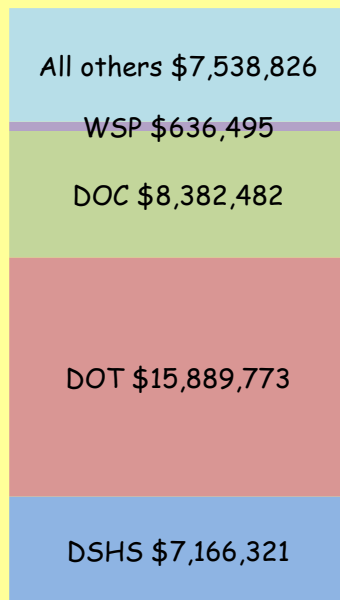 All others $7,538,826
WSP $636,495
DOC $8,382,482
DOT $15,889,773
DSHS $7,166,321